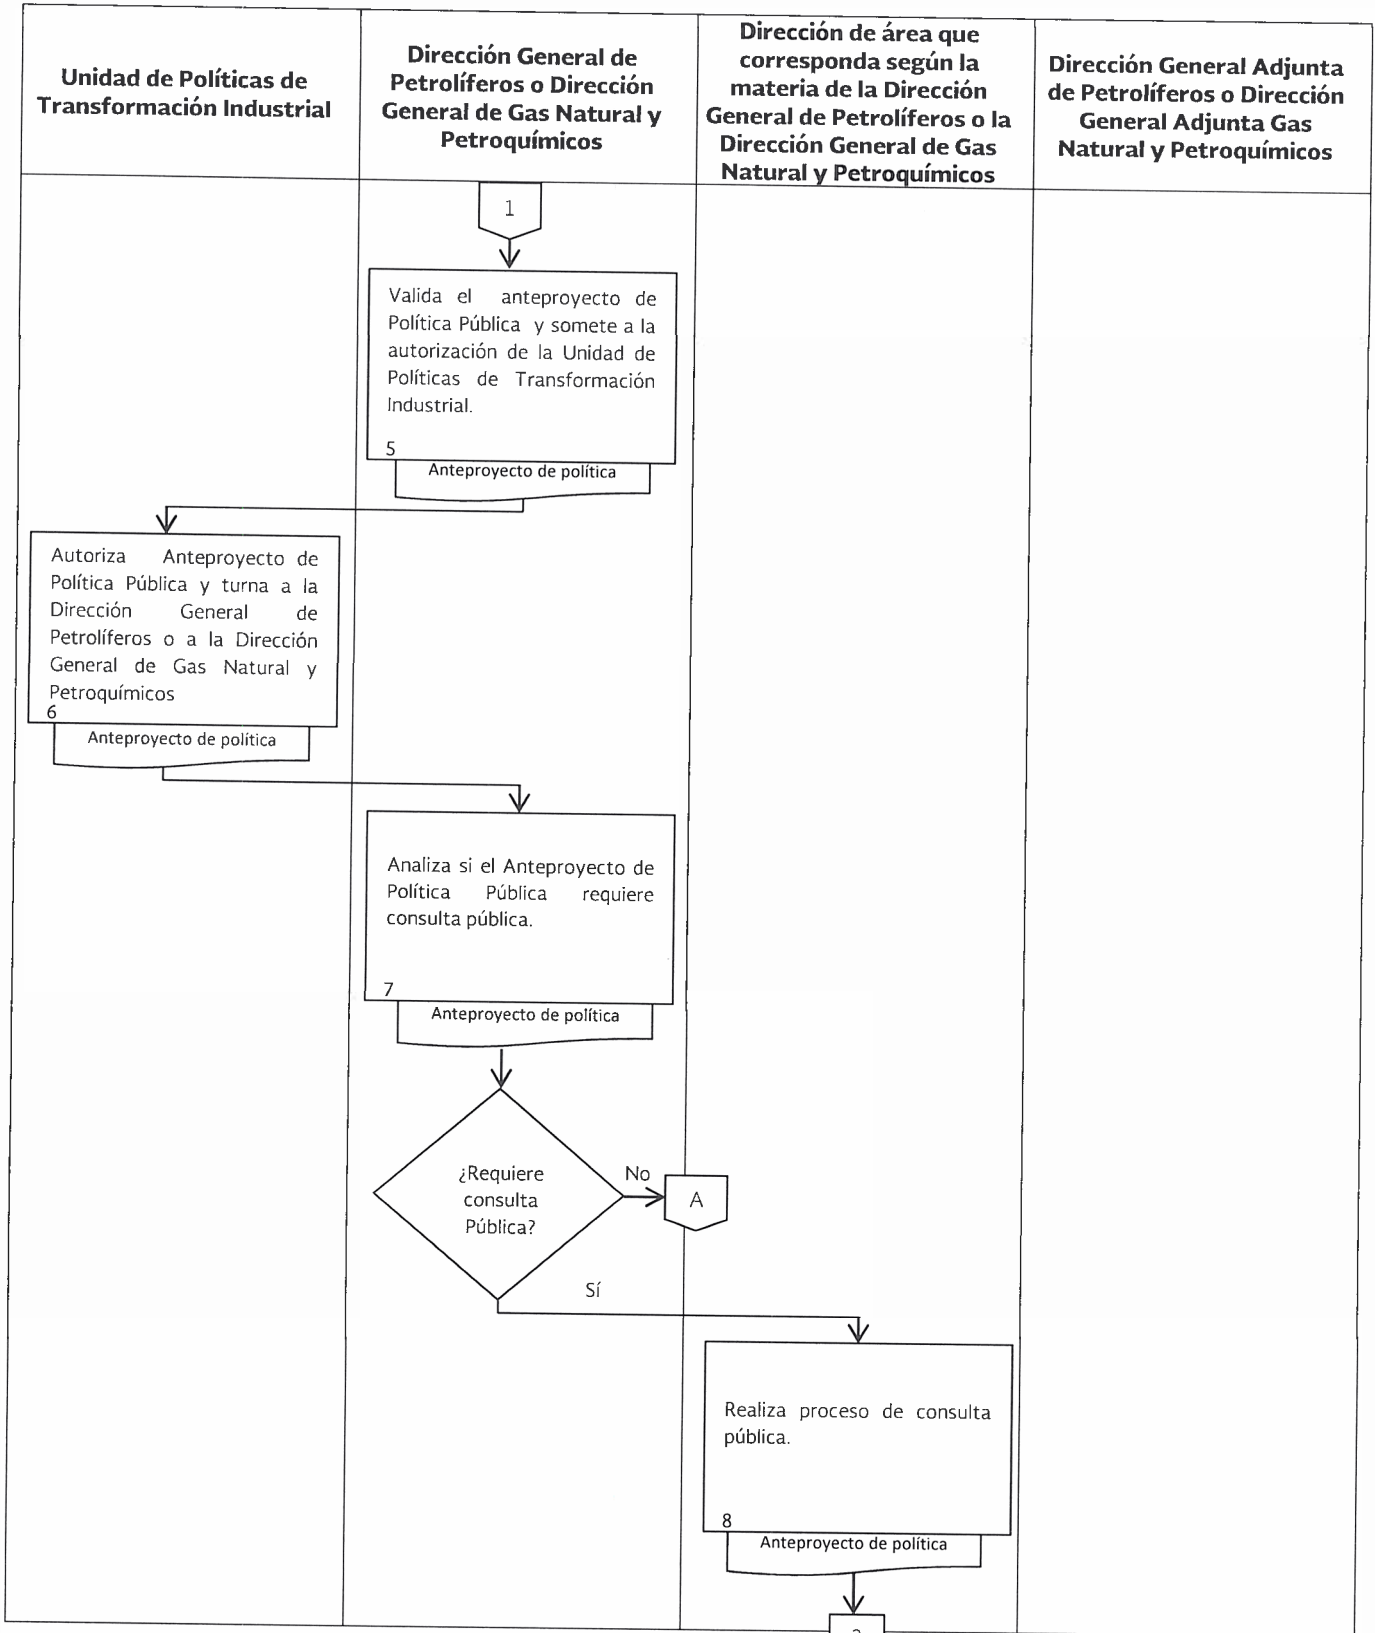 Unidad de Políticas de
Transformación Industrial
Dirección General de
Petrolíferos o Dirección
General de Gas Natural y
Petroquímicos
Dirección de área que
corresponda según la
materia de la Dirección
General de Petrolíferos o la
Dirección General de Gas
Natural y Petroquímicos
Dirección General Adjunta
de Petrolíferos o Dirección
General Adjunta Gas
Natural y Petroquímicos
1
Valida el anteproyecto de
Política Pública y somete a la
autorización de la Unidad de
Políticas de Transformación
Industrial.
5
Anteproyecto de política
Autoriza Anteproyecto de
Política Pública y turna a la
Dirección General de
Petrolíferos o a la Dirección
General de Gas Natural y
Petroquímicos
6
Anteproyecto de política
Analiza si el Anteproyecto de
Política Pública requiere
consulta pública.
7
Anteproyecto de política
¿Requiere
consulta
Pública?
No
A
Sí
Realiza proceso de consulta
pública.
8
Anteproyecto de política